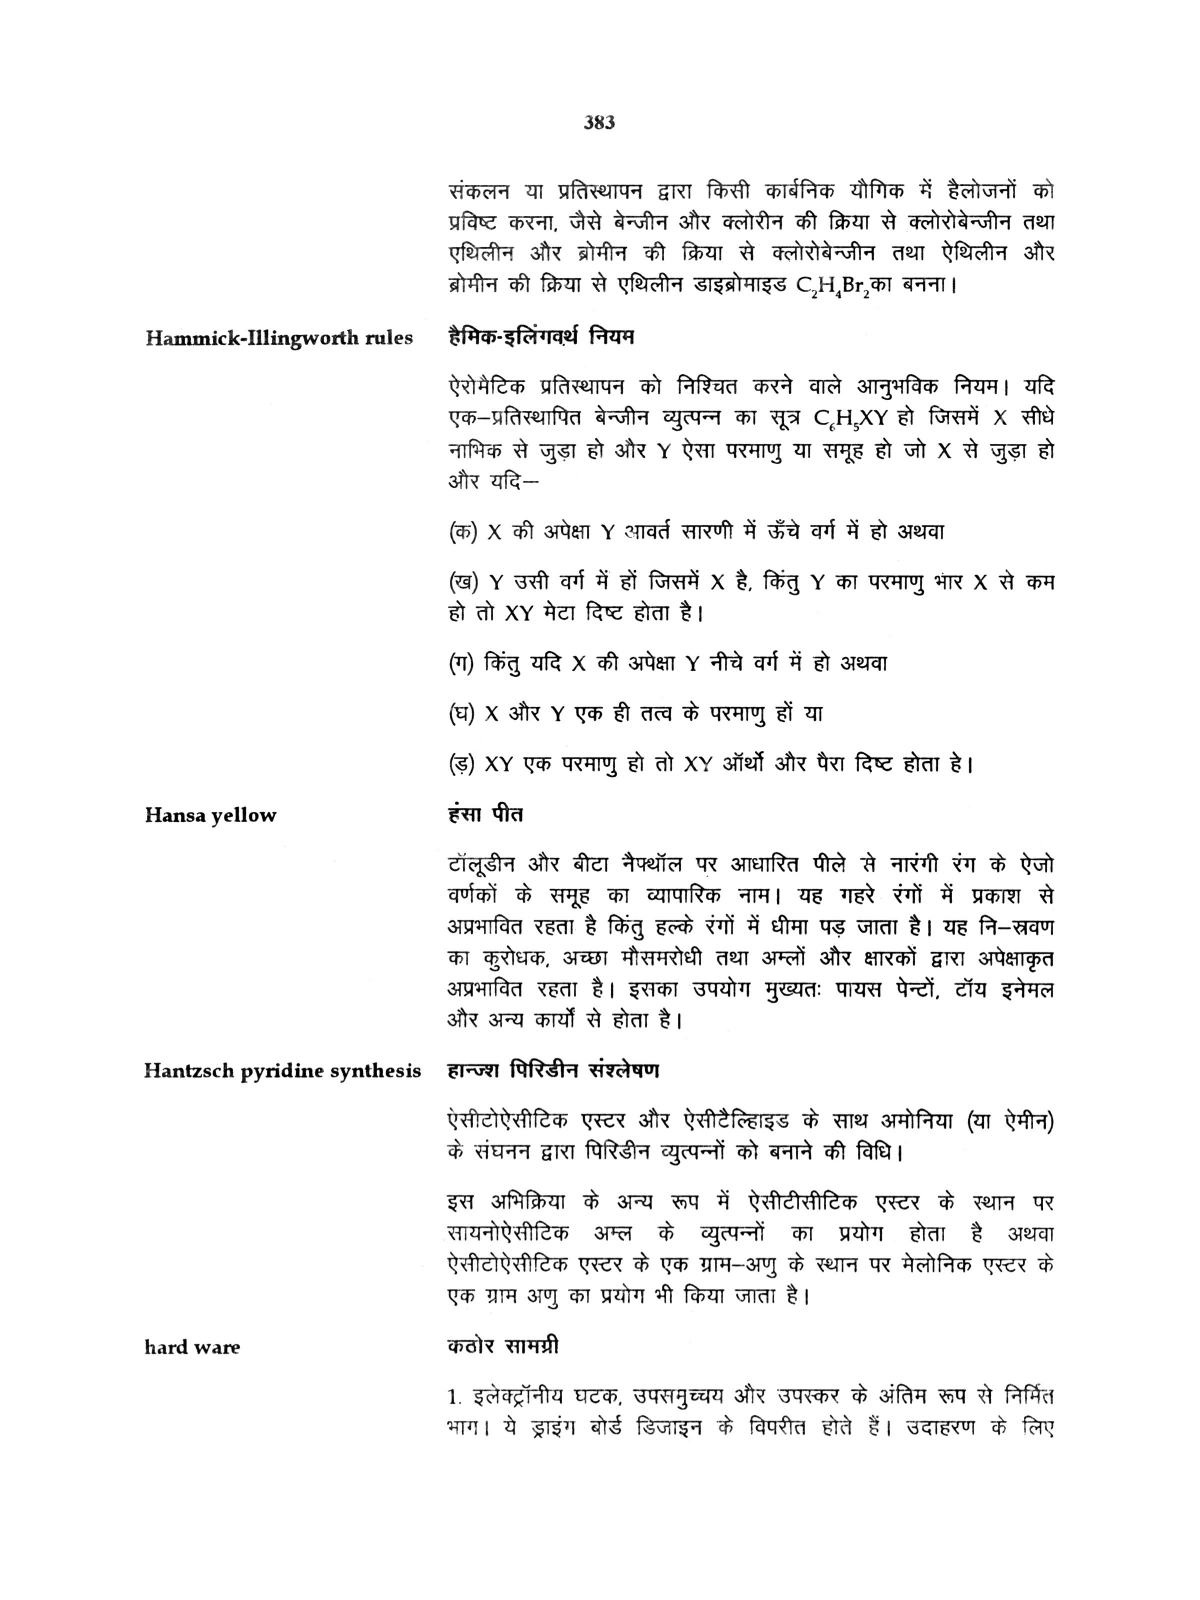 383
संकलन या प्रतिस्थापन द्वारा किसी कार्बनिक यौगिक में हैलोजनों को
प्रविष्ट करना, जैसे बेन्जीन और क्लोरीन की क्रिया से क्लोरोबेन्जीन तथा
एथिलीन और ब्रोमीन की क्रिया से क्लोरोबेन्जीन तथा ऐथिलीन और
ब्रोमीन की क्रिया से एथिलीन डाइब्रोमाइड C₂H₄Br₂का बनना।
Hammick-Illingworth rules हैमिक-इलिंगवर्थ नियम
ऐरोमैटिक प्रतिस्थापन को निश्चित करने वाले आनुभविक नियम। यदि
एक–प्रतिस्थापित बेन्जीन व्युत्पन्न का सूत्र C₆H₅XY हो जिसमें X सीधे
नाभिक से जुड़ा हो और Y ऐसा परमाणु या समूह हो जो X से जुड़ा हो
और यदि–
(क) X की अपेक्षा Y आवर्त सारणी में ऊँचे वर्ग में हो अथवा
(ख) Y उसी वर्ग में हों जिसमें X है, किंतु Y का परमाणु भार X से कम
हो तो XY मेटा दिष्ट होता है।
(ग) किंतु यदि X की अपेक्षा Y नीचे वर्ग में हो अथवा
(घ) X और Y एक ही तत्व के परमाणु हों या
(ड़) XY एक परमाणु हो तो XY ऑर्थो और पैरा दिष्ट होता हे।
Hansa yellow हंसा पीत
टॉलूडीन और बीटा नैफ्थॉल पर आधारित पीले से नारंगी रंग के ऐजो
वर्णकों के समूह का व्यापारिक नाम। यह गहरे रंगों में प्रकाश से
अप्रभावित रहता है किंतु हल्के रंगों में धीमा पड़ जाता है। यह नि–स्रवण
का कुरोधक, अच्छा मौसमरोधी तथा अम्लों और क्षारकों द्वारा अपेक्षाकृत
अप्रभावित रहता है। इसका उपयोग मुख्यतः पायस पेन्टों, टॉय इनेमल
और अन्य कार्यों से होता है।
Hantzsch pyridine synthesis हान्ज्श पिरिडीन संश्लेषण
ऐसीटोऐसीटिक एस्टर और ऐसीटैल्हिाइड के साथ अमोनिया (या ऐमीन)
के संघनन द्वारा पिरिडीन व्युत्पन्नों को बनाने की विधि।
इस अभिक्रिया के अन्य रूप में ऐसीटीसीटिक एस्टर के स्थान पर
सायनोऐसीटिक अम्ल के व्युत्पन्नों का प्रयोग होता है अथवा
ऐसीटोऐसीटिक एस्टर के एक ग्राम–अणु के स्थान पर मेलोनिक एस्टर के
एक ग्राम अणु का प्रयोग भी किया जाता है।
hard ware कठोर सामग्री
1. इलेक्ट्रॉनीय घटक, उपसमुच्चय और उपस्कर के अंतिम रूप से निर्मित
भाग। ये ड्राइंग बोर्ड डिजाइन के विपरीत होते हैं। उदाहरण के लिए